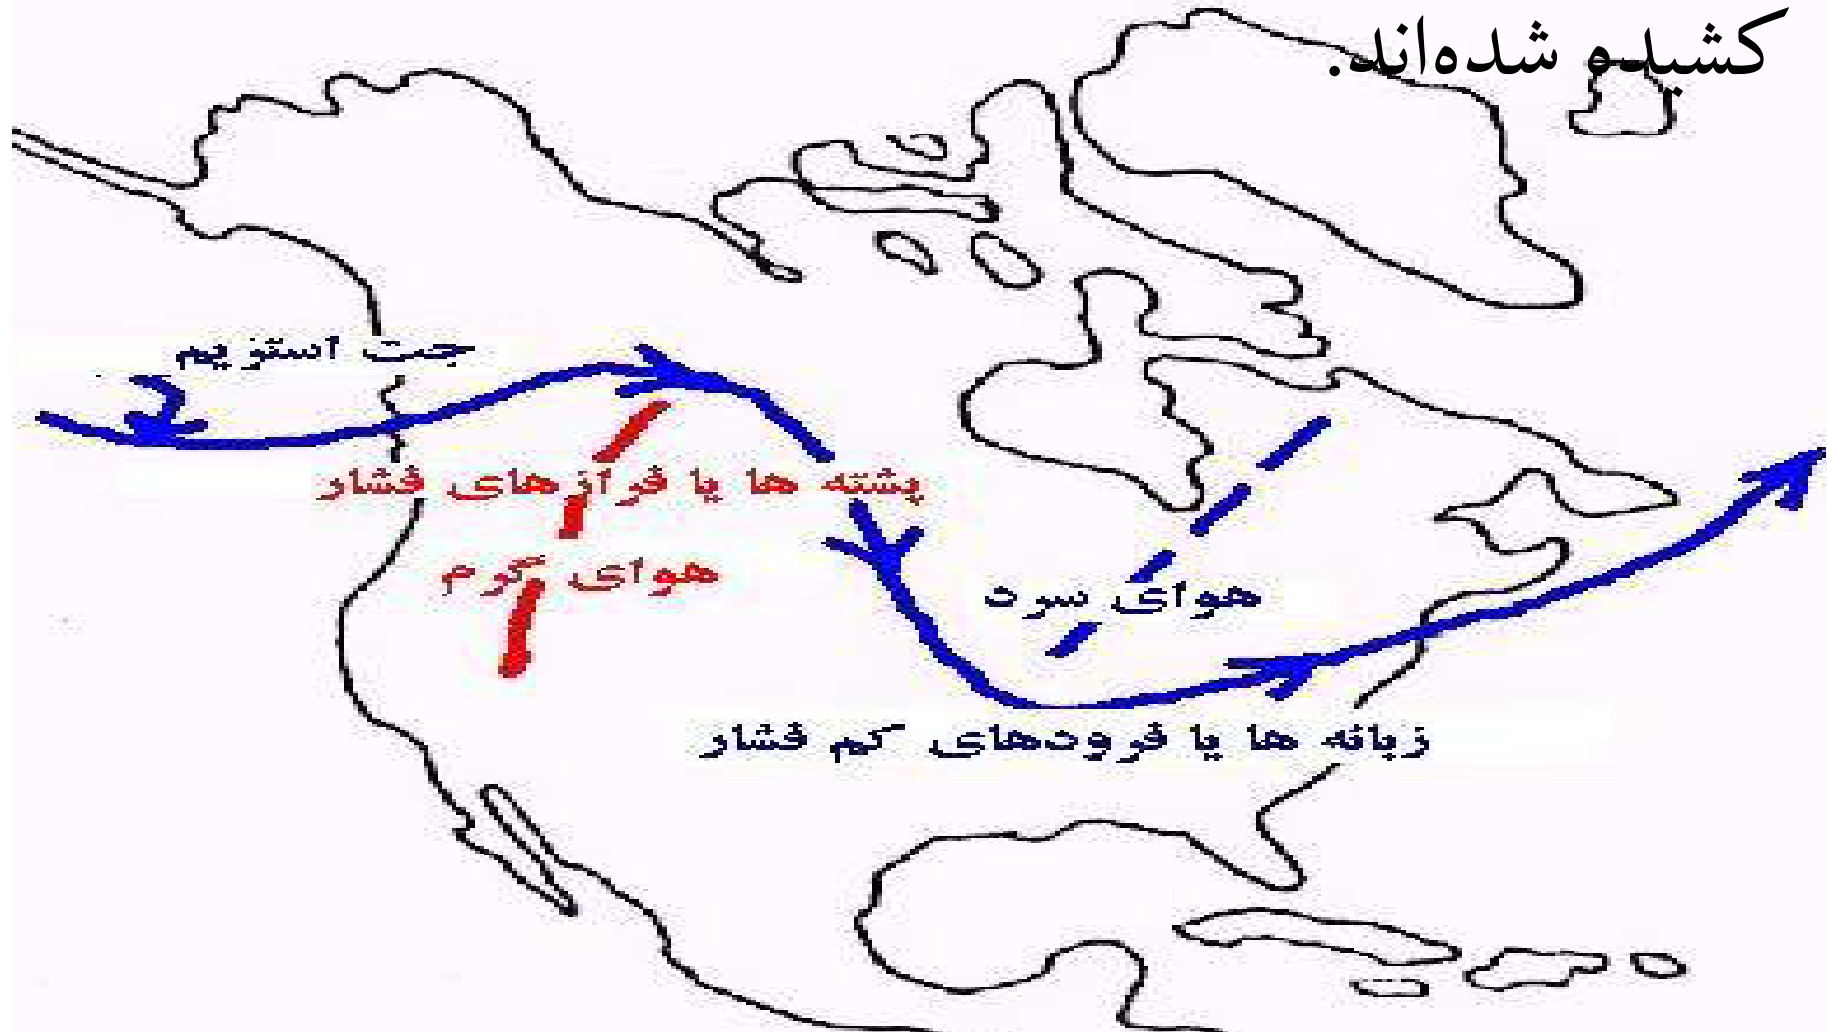 کشیده شده‌اند.
جت استریم
پشته ها یا فرازهای فشار
هوای گرم
هوای سرد
زبانه ها یا فرودهای کم فشار